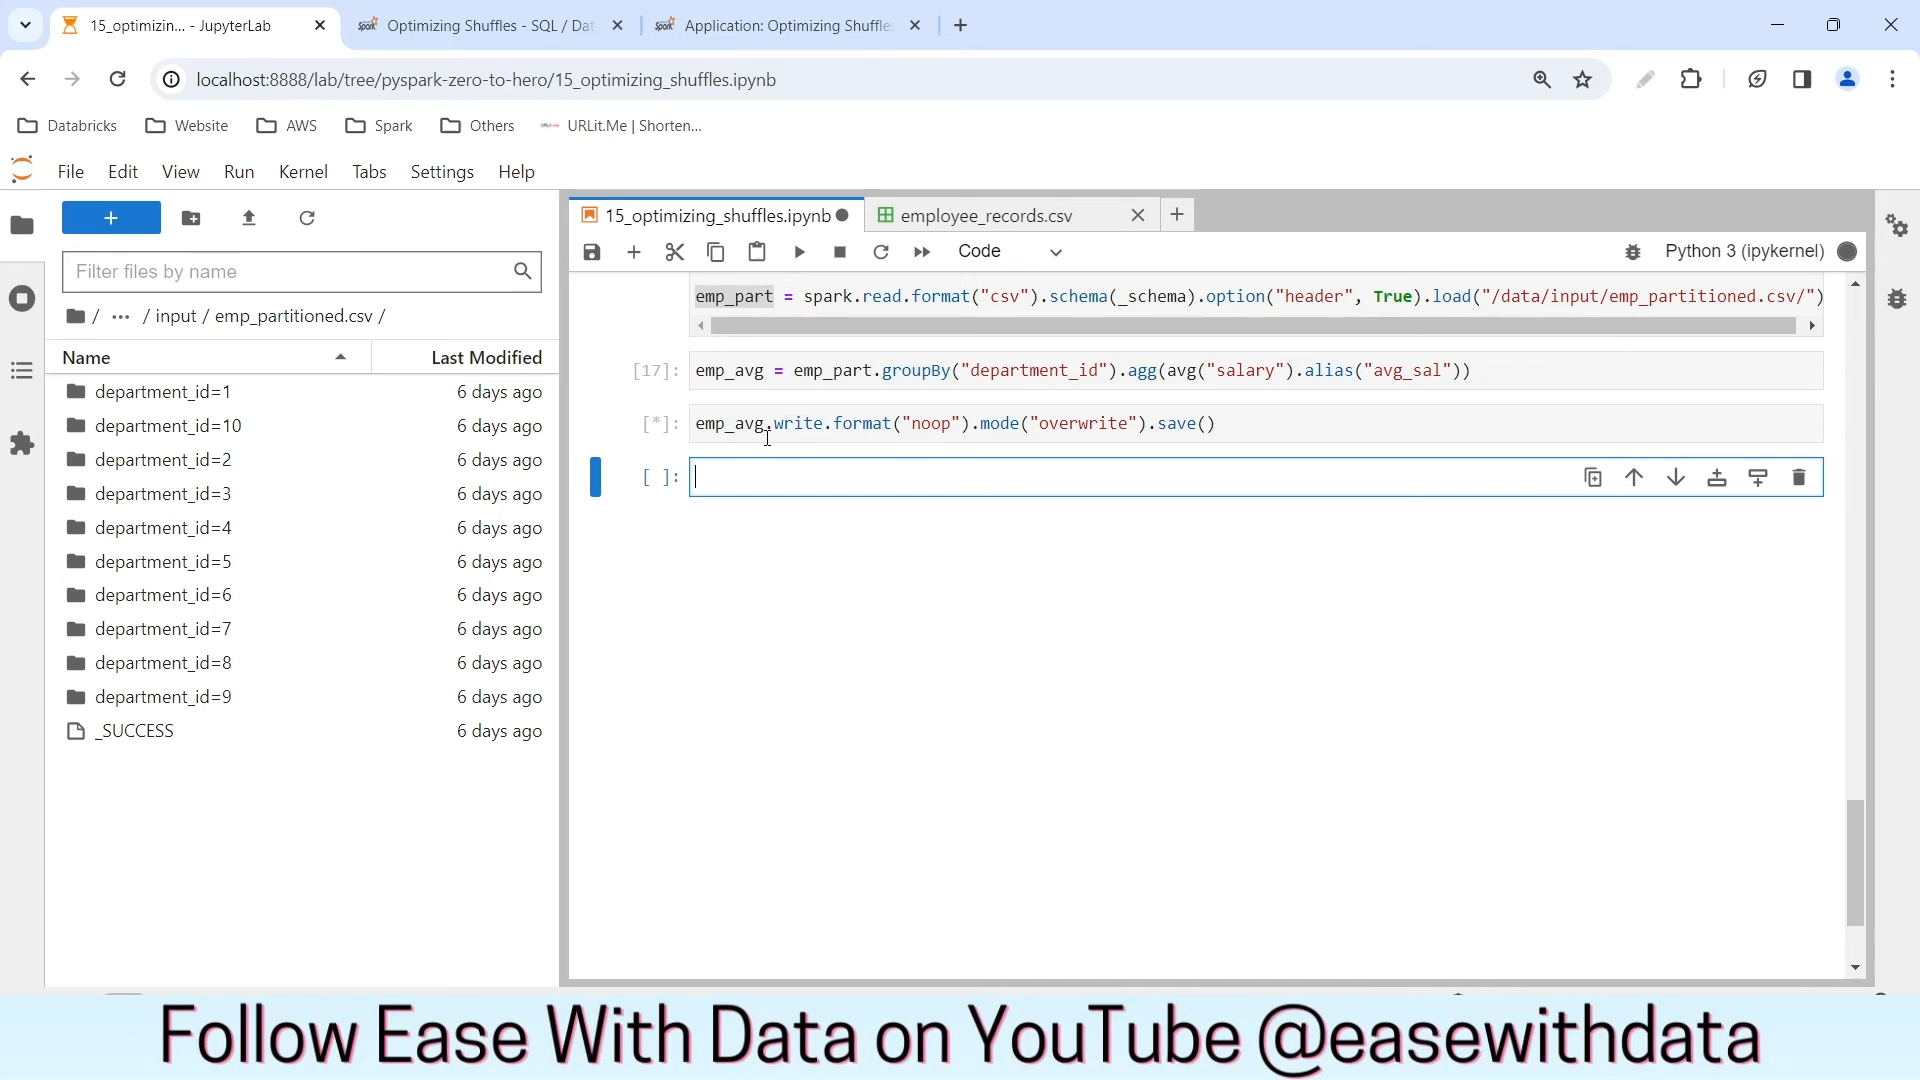 15_optimizin... - JupyterLab
Optimizing Shuffles - SQL / Dat
Application: Optimizing Shuffles
localhost:8888/lab/tree/pyspark-zero-to-hero/15_optimizing_shuffles.ipynb
Databricks Website AWS Spark Others URLit.Me | Shorten...
File Edit View Run Kernel Tabs Settings Help
15_optimizing_shuffles.ipynb employee_records.csv
Code Python 3 (ipykernel)
Filter files by name
/ ... / input / emp_partitioned.csv /
Name Last Modified
department_id=1 6 days ago
department_id=10 6 days ago
department_id=2 6 days ago
department_id=3 6 days ago
department_id=4 6 days ago
department_id=5 6 days ago
department_id=6 6 days ago
department_id=7 6 days ago
department_id=8 6 days ago
department_id=9 6 days ago
_SUCCESS 6 days ago
emp_part = spark.read.format("csv").schema(_schema).option("header", True).load("/data/input/emp_partitioned.csv/")
[17]: emp_avg = emp_part.groupBy("department_id").agg(avg("salary").alias("avg_sal"))
[*]: emp_avg.write.format("noop").mode("overwrite").save()
[ ]:
Follow Ease With Data on YouTube @easewithdata